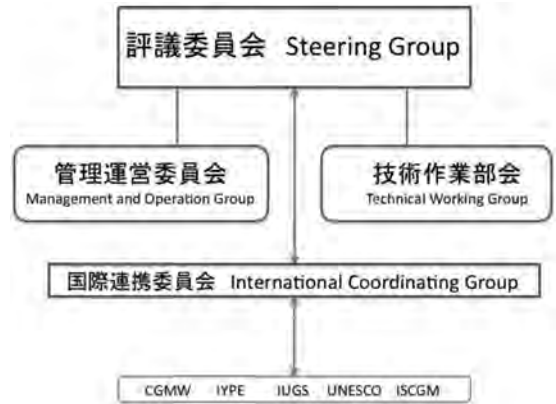 評議委員会 Steering Group
管理運営委員会
Management and Operation Group
技術作業部会
Technical Working Group
国際連携委員会 International Coordinating Group
CGMW IYPE IUGS UNESCO ISCGM